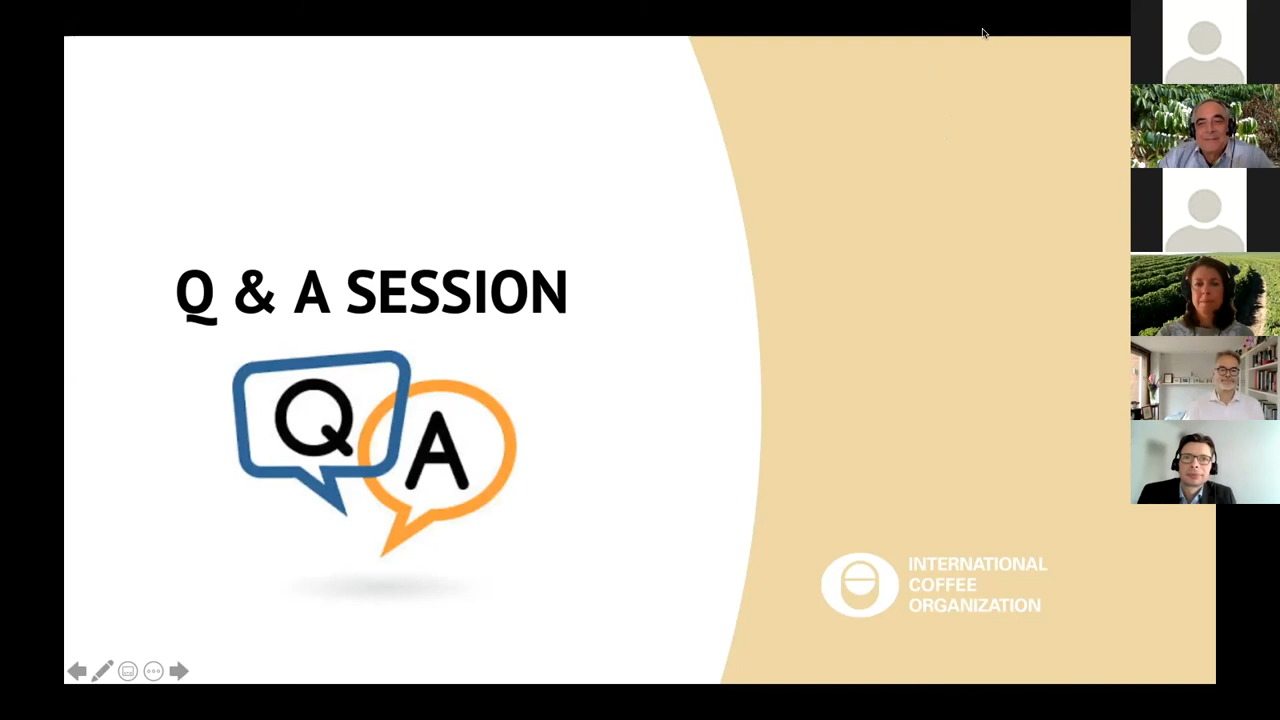 Q & A SESSION
Q
A
INTERNATIONAL
COFFEE
ORGANIZATION